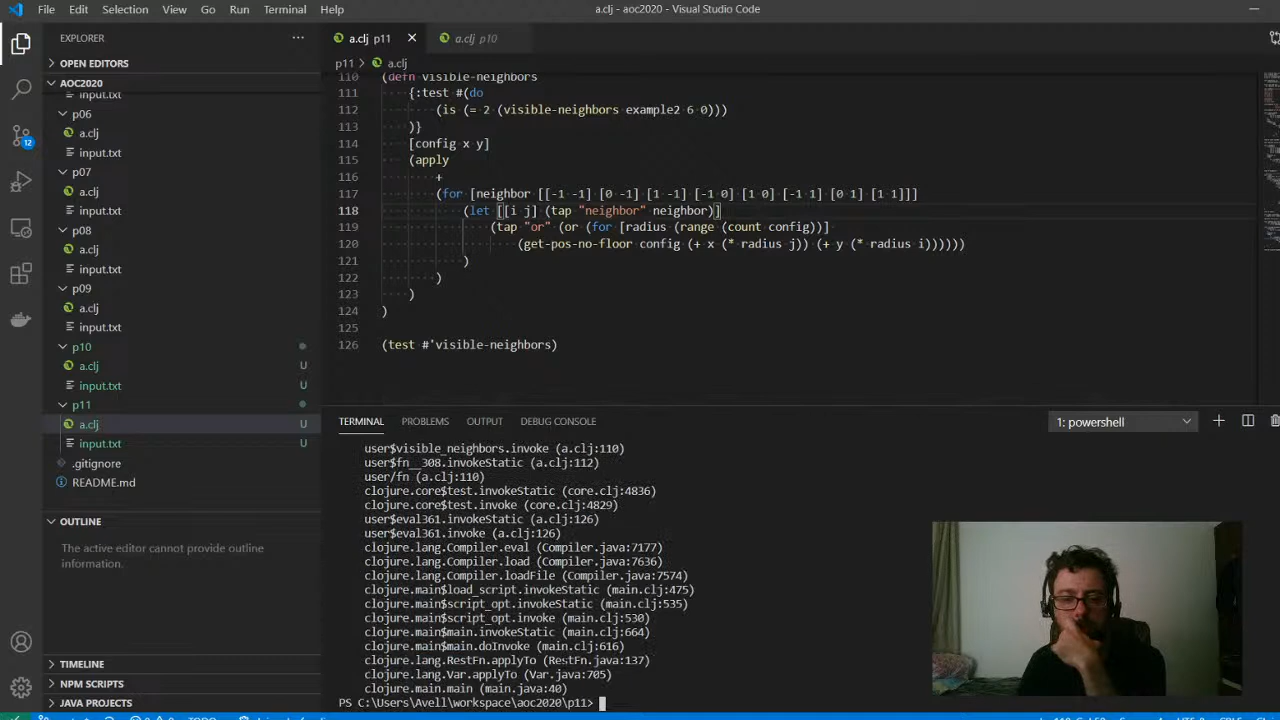 File Edit Selection View Go Run Terminal Help
a.clj - aoc2020 - Visual Studio Code
EXPLORER
OPEN EDITORS
AOC2020
input.txt
p06
a.clj
input.txt
p07
a.clj
input.txt
p08
a.clj
input.txt
p09
a.clj
input.txt
p10
a.clj U
input.txt U
p11
a.clj U
input.txt U
.gitignore
README.md
OUTLINE
The active editor cannot provide outline
information.
TIMELINE
NPM SCRIPTS
JAVA PROJECTS
12
a.clj p11
a.clj p10
p11 > a.clj
110 (defn visible-neighbors
111 {:test #(do
112 (is (= 2 (visible-neighbors example2 6 0)))
113 )}
114 [config x y]
115 (apply
116 +
117 (for [neighbor [[-1 -1] [0 -1] [1 -1] [-1 0] [1 0] [-1 1] [0 1] [1 1]]]
118 (let [[i j] (tap "neighbor" neighbor)]
119 (tap "or" (or (for [radius (range (count config))]
120 (get-pos-no-floor config (+ x (* radius j)) (+ y (* radius i))))))
121 )
122 )
123 )
124 )
125
126 (test #'visible-neighbors)
TERMINAL PROBLEMS OUTPUT DEBUG CONSOLE
1: powershell
user$visible_neighbors.invoke (a.clj:110)
user$fn__308.invokeStatic (a.clj:112)
user/fn (a.clj:110)
clojure.core$test.invokeStatic (core.clj:4836)
clojure.core$test.invoke (core.clj:4829)
user$eval361.invokeStatic (a.clj:126)
user$eval361.invoke (a.clj:126)
clojure.lang.Compiler.eval (Compiler.java:7177)
clojure.lang.Compiler.load (Compiler.java:7636)
clojure.lang.Compiler.loadFile (Compiler.java:7574)
clojure.main$load_script.invokeStatic (main.clj:475)
clojure.main$script_opt.invokeStatic (main.clj:535)
clojure.main$script_opt.invoke (main.clj:530)
clojure.main$main.invokeStatic (main.clj:664)
clojure.main$main.doInvoke (main.clj:616)
clojure.lang.RestFn.applyTo (RestFn.java:137)
clojure.lang.Var.applyTo (Var.java:705)
clojure.main.main (main.java:40)
PS C:\Users\Avell\workspace\aoc2020\p11>